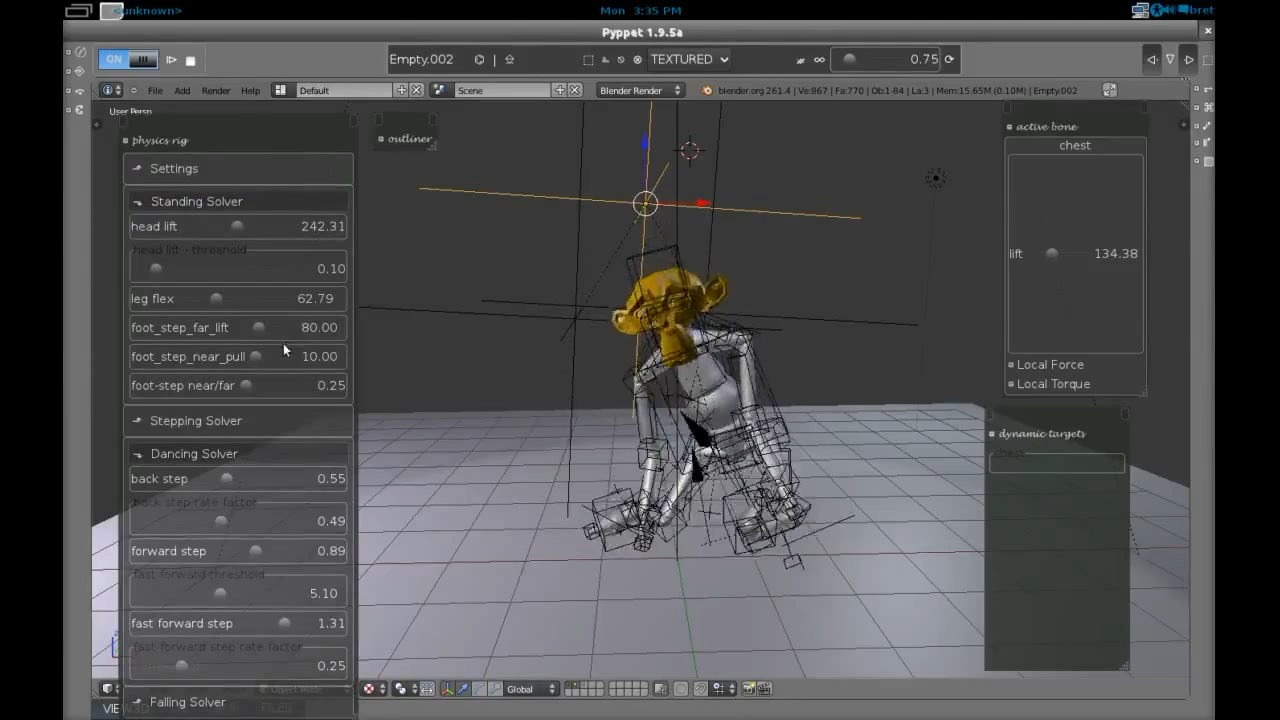 <unknown>
Mon 3:35 PM
bret
Pyppet 1.9.5a
ON
Empty.002
TEXTURED
0.75
File Add Render Help
Default
Scene
Blender Render
blender.org 261.4 | Ve:867 | Fa:770 | Ob:1-84 | La:3 | Mem:15.65M (0.10M) | Empty.002
User Persp
physics rig
outliner
active bone
chest
Settings
Standing Solver
head lift 242.31
head lift - threshold
0.10
leg flex 62.79
foot_step_far_lift 80.00
foot_step_near_pull 10.00
foot-step near/far 0.25
Stepping Solver
Dancing Solver
back step 0.55
back step rate factor
0.49
forward step 0.89
fast forward threshold
5.10
fast forward step 1.31
fast forward step rate factor
0.25
Falling Solver
lift 134.38
Local Force
Local Torque
dynamic targets
chest
Object Mode
Global
VIEW3D
FILES